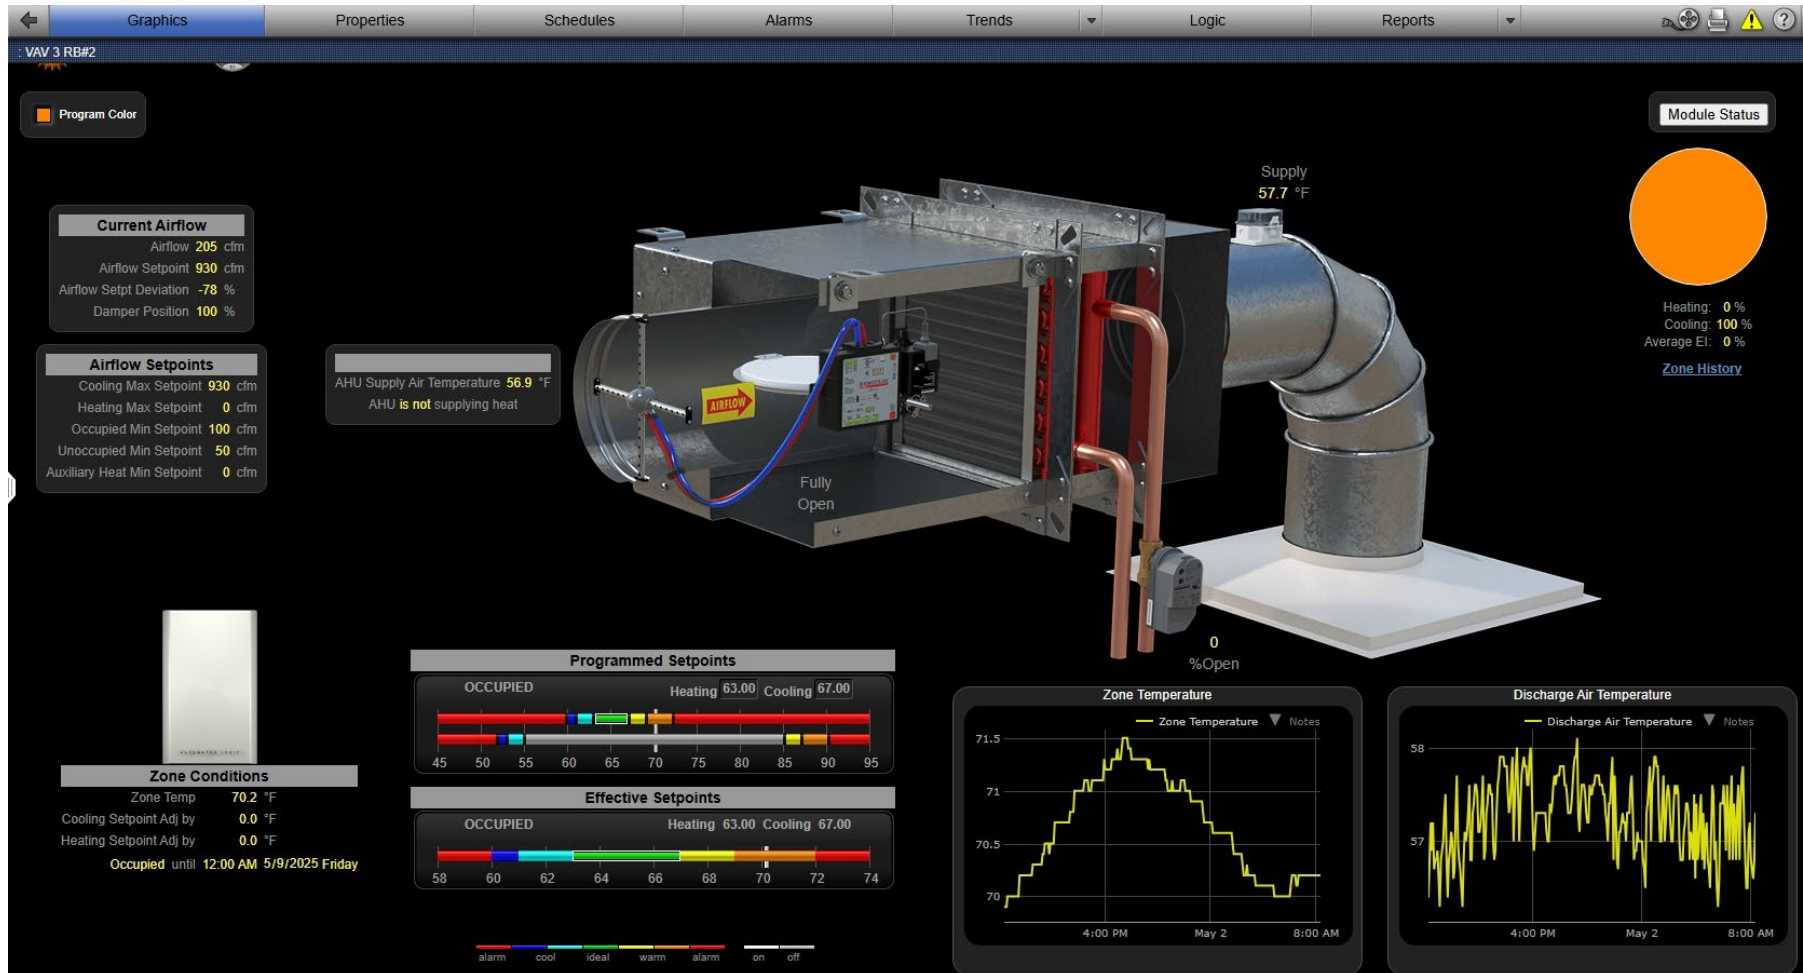 Graphics Properties Schedules Alarms Trends Logic Reports ?
: VAV 3 RB#2
Program Color
Module Status
Supply
57.7 °F
Current Airflow
Airflow 205 cfm
Airflow Setpoint 930 cfm
Airflow Setpt Deviation -78 %
Damper Position 100 %
Airflow Setpoints
Cooling Max Setpoint 930 cfm
Heating Max Setpoint 0 cfm
Occupied Min Setpoint 100 cfm
Unoccupied Min Setpoint 50 cfm
Auxiliary Heat Min Setpoint 0 cfm
AHU Supply Air Temperature 56.9 °F
AHU is not supplying heat
AIRFLOW
Fully
Open
Heating: 0 %
Cooling: 100 %
Average EI: 0 %
Zone History
0
%Open
AUTOMATED LOGIC
Zone Conditions
Zone Temp 70.2 °F
Cooling Setpoint Adj by 0.0 °F
Heating Setpoint Adj by 0.0 °F
Occupied until 12:00 AM 5/9/2025 Friday
Programmed Setpoints
OCCUPIED Heating 63.00 Cooling 67.00
45 50 55 60 65 70 75 80 85 90 95
Effective Setpoints
OCCUPIED Heating 63.00 Cooling 67.00
58 60 62 64 66 68 70 72 74
alarm cool ideal warm alarm on off
Zone Temperature
Zone Temperature Notes
71.5
71
70.5
70
4:00 PM May 2 8:00 AM
Discharge Air Temperature
Discharge Air Temperature Notes
58
57
4:00 PM May 2 8:00 AM